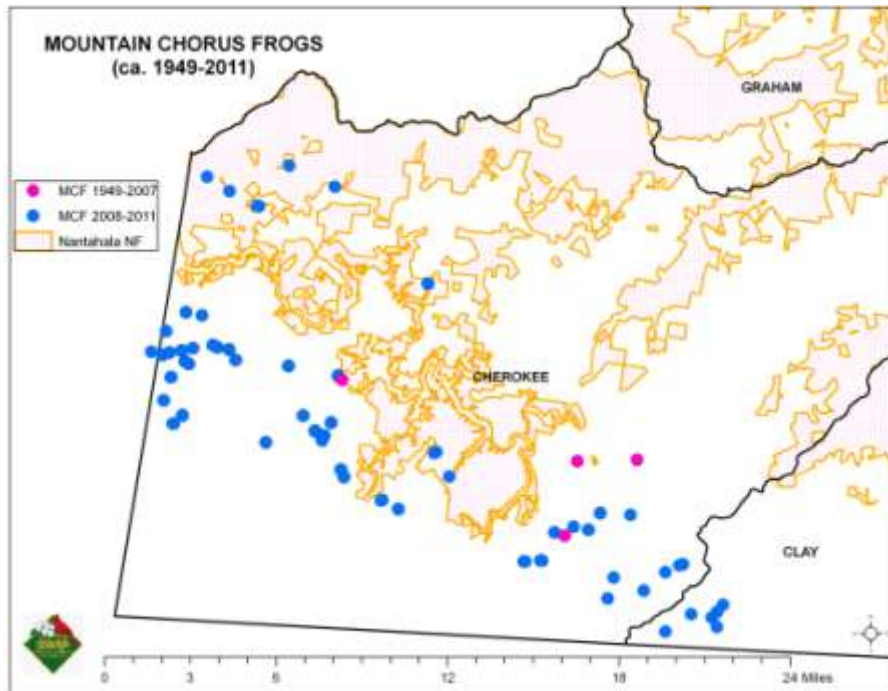 MOUNTAIN CHORUS FROGS
(ca. 1949-2011)
GRAHAM
MCF 1949-2007
MCF 2008-2011
Nantahala NF
CHEROKEE
CLAY
0 3 6 12 18 24 Miles